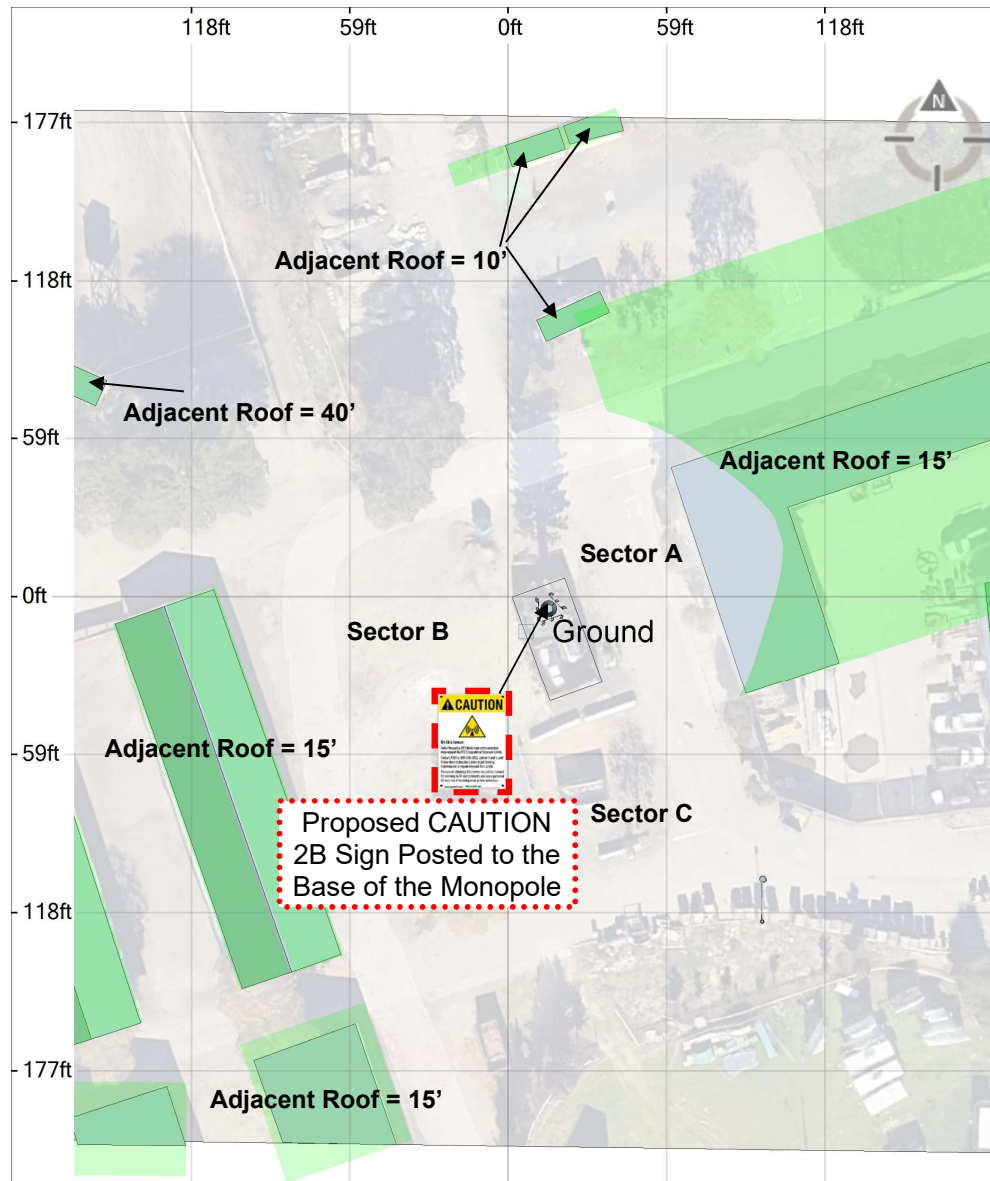 118ft 59ft 0ft 59ft 118ft
N
177ft
Adjacent Roof = 10'
118ft
Adjacent Roof = 40'
59ft
Adjacent Roof = 15'
Sector A
0ft
Sector B
Ground
CAUTION
59ft
Adjacent Roof = 15'
Sector C
Proposed CAUTION
2B Sign Posted to the
Base of the Monopole
118ft
177ft
Adjacent Roof = 15'